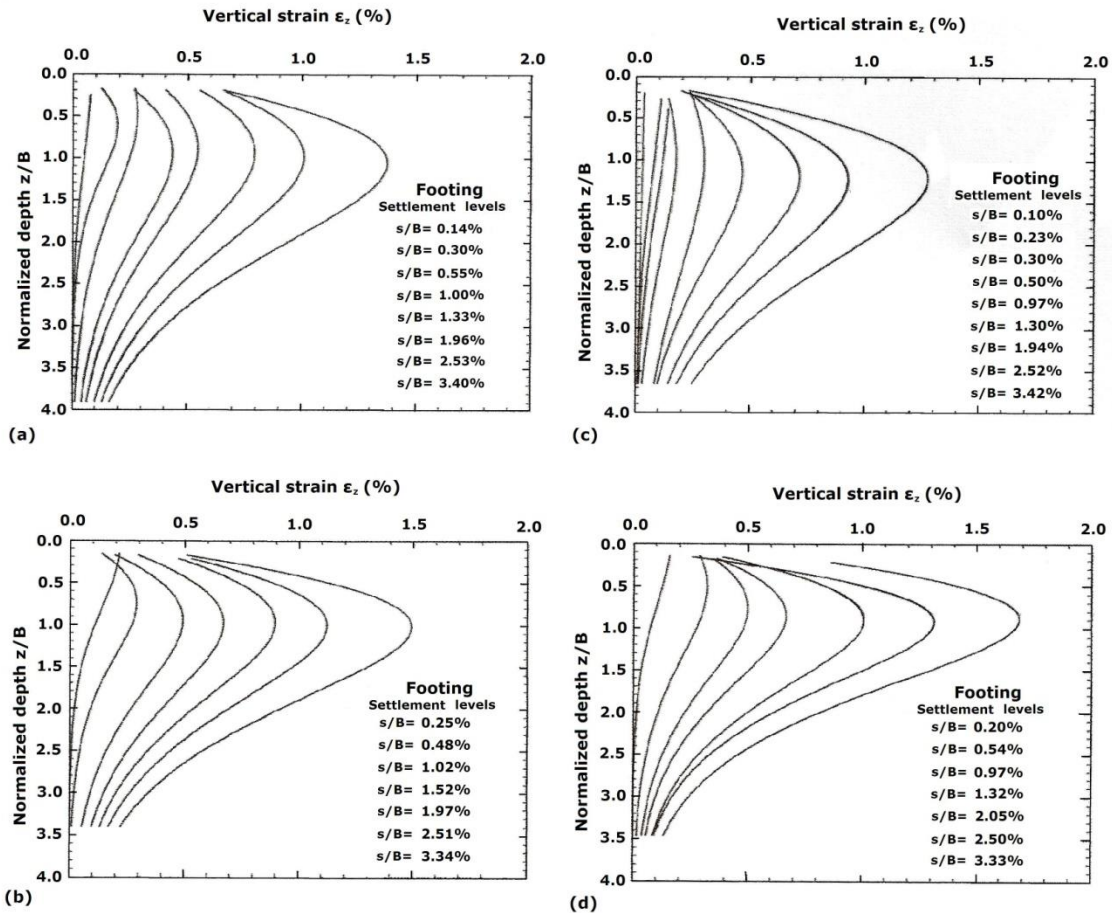 Vertical strain ε_z (%)
0.0 0.5 1.0 1.5 2.0
Normalized depth z/B
0.0
0.5
1.0
1.5
2.0
2.5
3.0
3.5
4.0
Footing
Settlement levels
s/B= 0.14%
s/B= 0.30%
s/B= 0.55%
s/B= 1.00%
s/B= 1.33%
s/B= 1.96%
s/B= 2.53%
s/B= 3.40%
(a)
Vertical strain ε_z (%)
0.0 0.5 1.0 1.5 2.0
Normalized depth z/B
0.0
0.5
1.0
1.5
2.0
2.5
3.0
3.5
4.0
Footing
Settlement levels
s/B= 0.10%
s/B= 0.23%
s/B= 0.30%
s/B= 0.50%
s/B= 0.97%
s/B= 1.30%
s/B= 1.94%
s/B= 2.52%
s/B= 3.42%
(c)
Vertical strain ε_z (%)
0.0 0.5 1.0 1.5 2.0
Normalized depth z/B
0.0
0.5
1.0
1.5
2.0
2.5
3.0
3.5
4.0
Footing
Settlement levels
s/B= 0.25%
s/B= 0.48%
s/B= 1.02%
s/B= 1.52%
s/B= 1.97%
s/B= 2.51%
s/B= 3.34%
(b)
Vertical strain ε_z (%)
0.0 0.5 1.0 1.5 2.0
Normalized depth z/B
0.0
0.5
1.0
1.5
2.0
2.5
3.0
3.5
4.0
Footing
Settlement levels
s/B= 0.20%
s/B= 0.54%
s/B= 0.97%
s/B= 1.32%
s/B= 2.05%
s/B= 2.50%
s/B= 3.33%
(d)